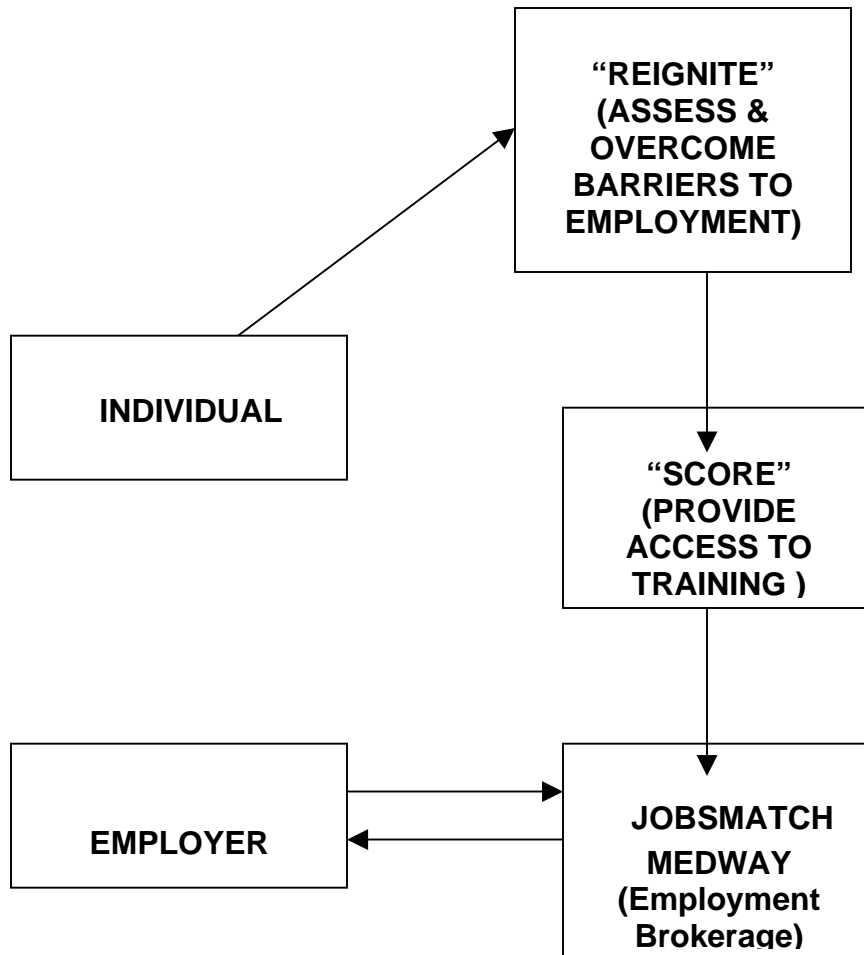 “REIGNITE”
(ASSESS &
OVERCOME
BARRIERS TO
EMPLOYMENT)
INDIVIDUAL
“SCORE”
(PROVIDE
ACCESS TO
TRAINING )
EMPLOYER
JOBSMATCH
MEDWAY
(Employment
Brokerage)